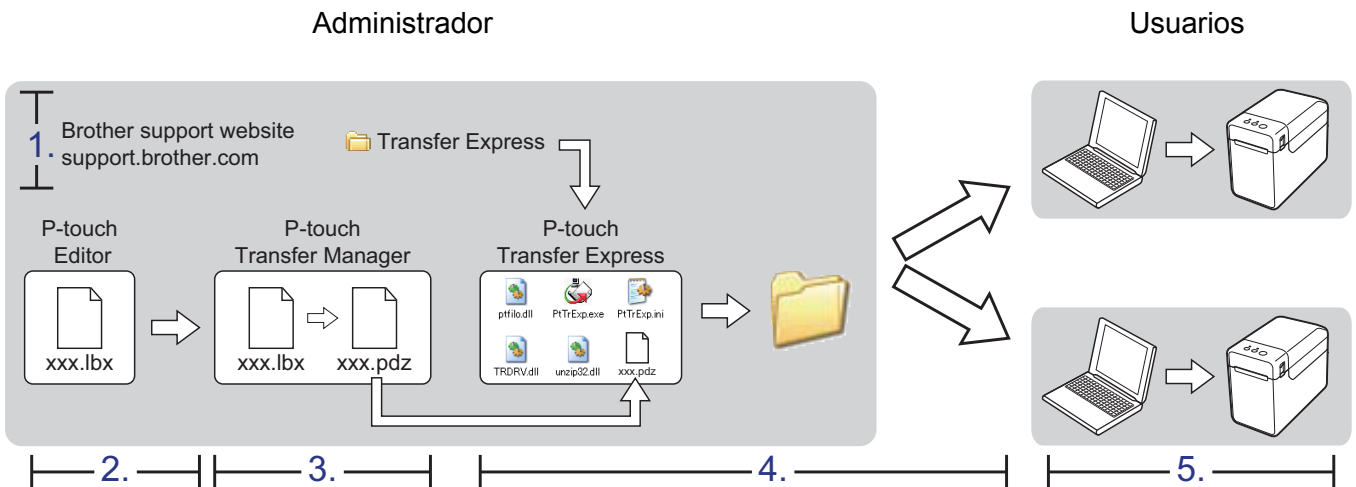 Administrador
Usuarios
1.
Brother support website
support.brother.com
Transfer Express
P-touch
Editor
xxx.lbx
P-touch
Transfer Manager
xxx.lbx
xxx.pdz
P-touch
Transfer Express
ptfilo.dll
PtTrExp.exe
PtTrExp.ini
TRDRV.dll
unzip32.dll
xxx.pdz
2.
3.
4.
5.